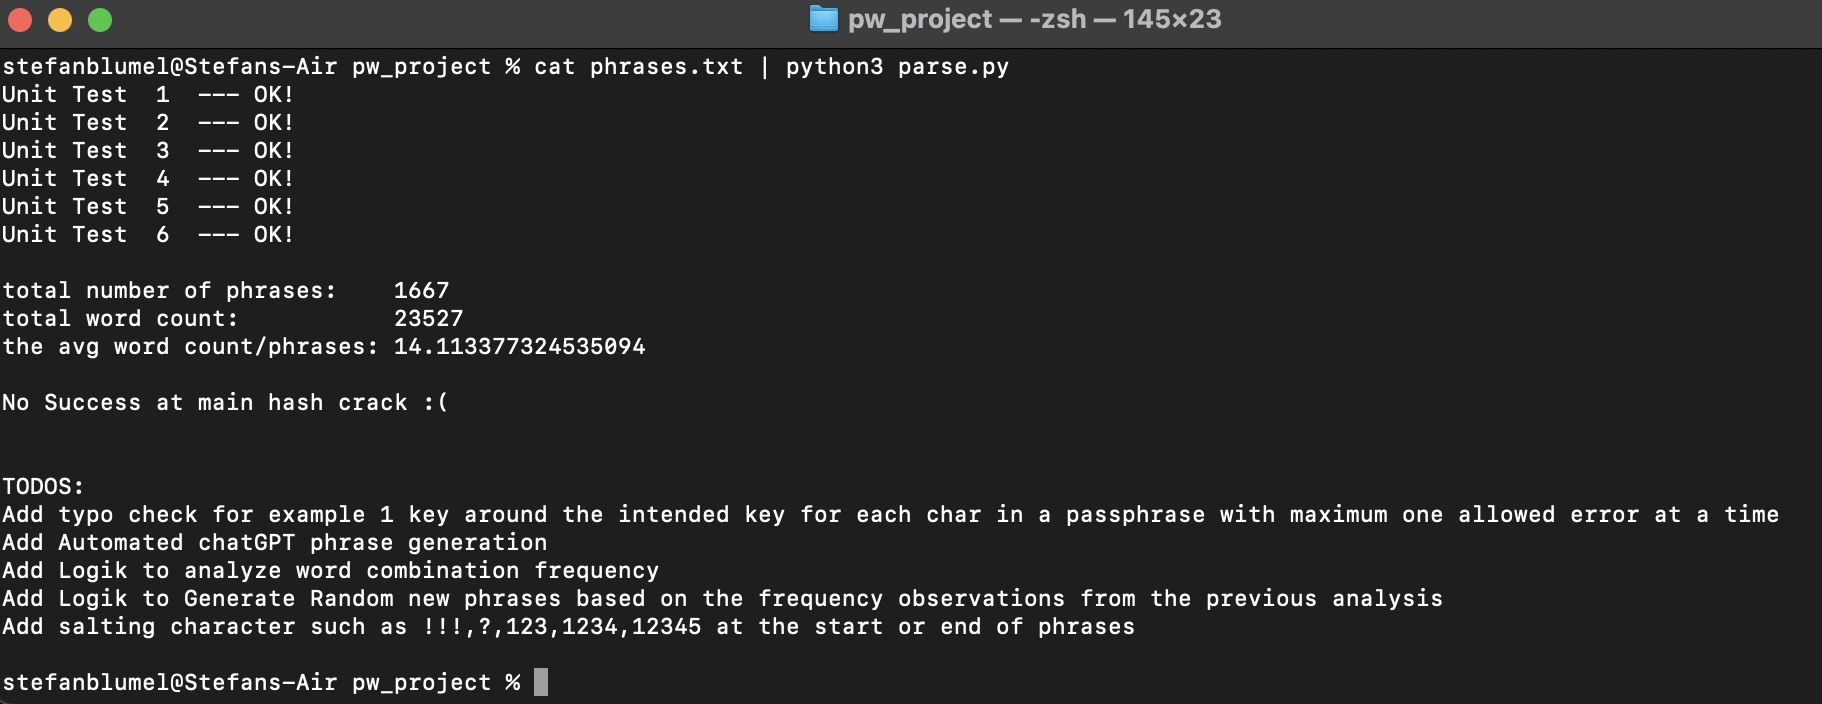 pw_project — -zsh — 145×23
stefanblumel@Stefans-Air pw_project % cat phrases.txt | python3 parse.py
Unit Test  1  --- OK!
Unit Test  2  --- OK!
Unit Test  3  --- OK!
Unit Test  4  --- OK!
Unit Test  5  --- OK!
Unit Test  6  --- OK!
total number of phrases:    1667
total word count:           23527
the avg word count/phrases: 14.113377324535094
No Success at main hash crack :(
TODOS:
Add typo check for example 1 key around the intended key for each char in a passphrase with maximum one allowed error at a time
Add Automated chatGPT phrase generation
Add Logik to analyze word combination frequency
Add Logik to Generate Random new phrases based on the frequency observations from the previous analysis
Add salting character such as !!!,?,123,1234,12345 at the start or end of phrases
stefanblumel@Stefans-Air pw_project %